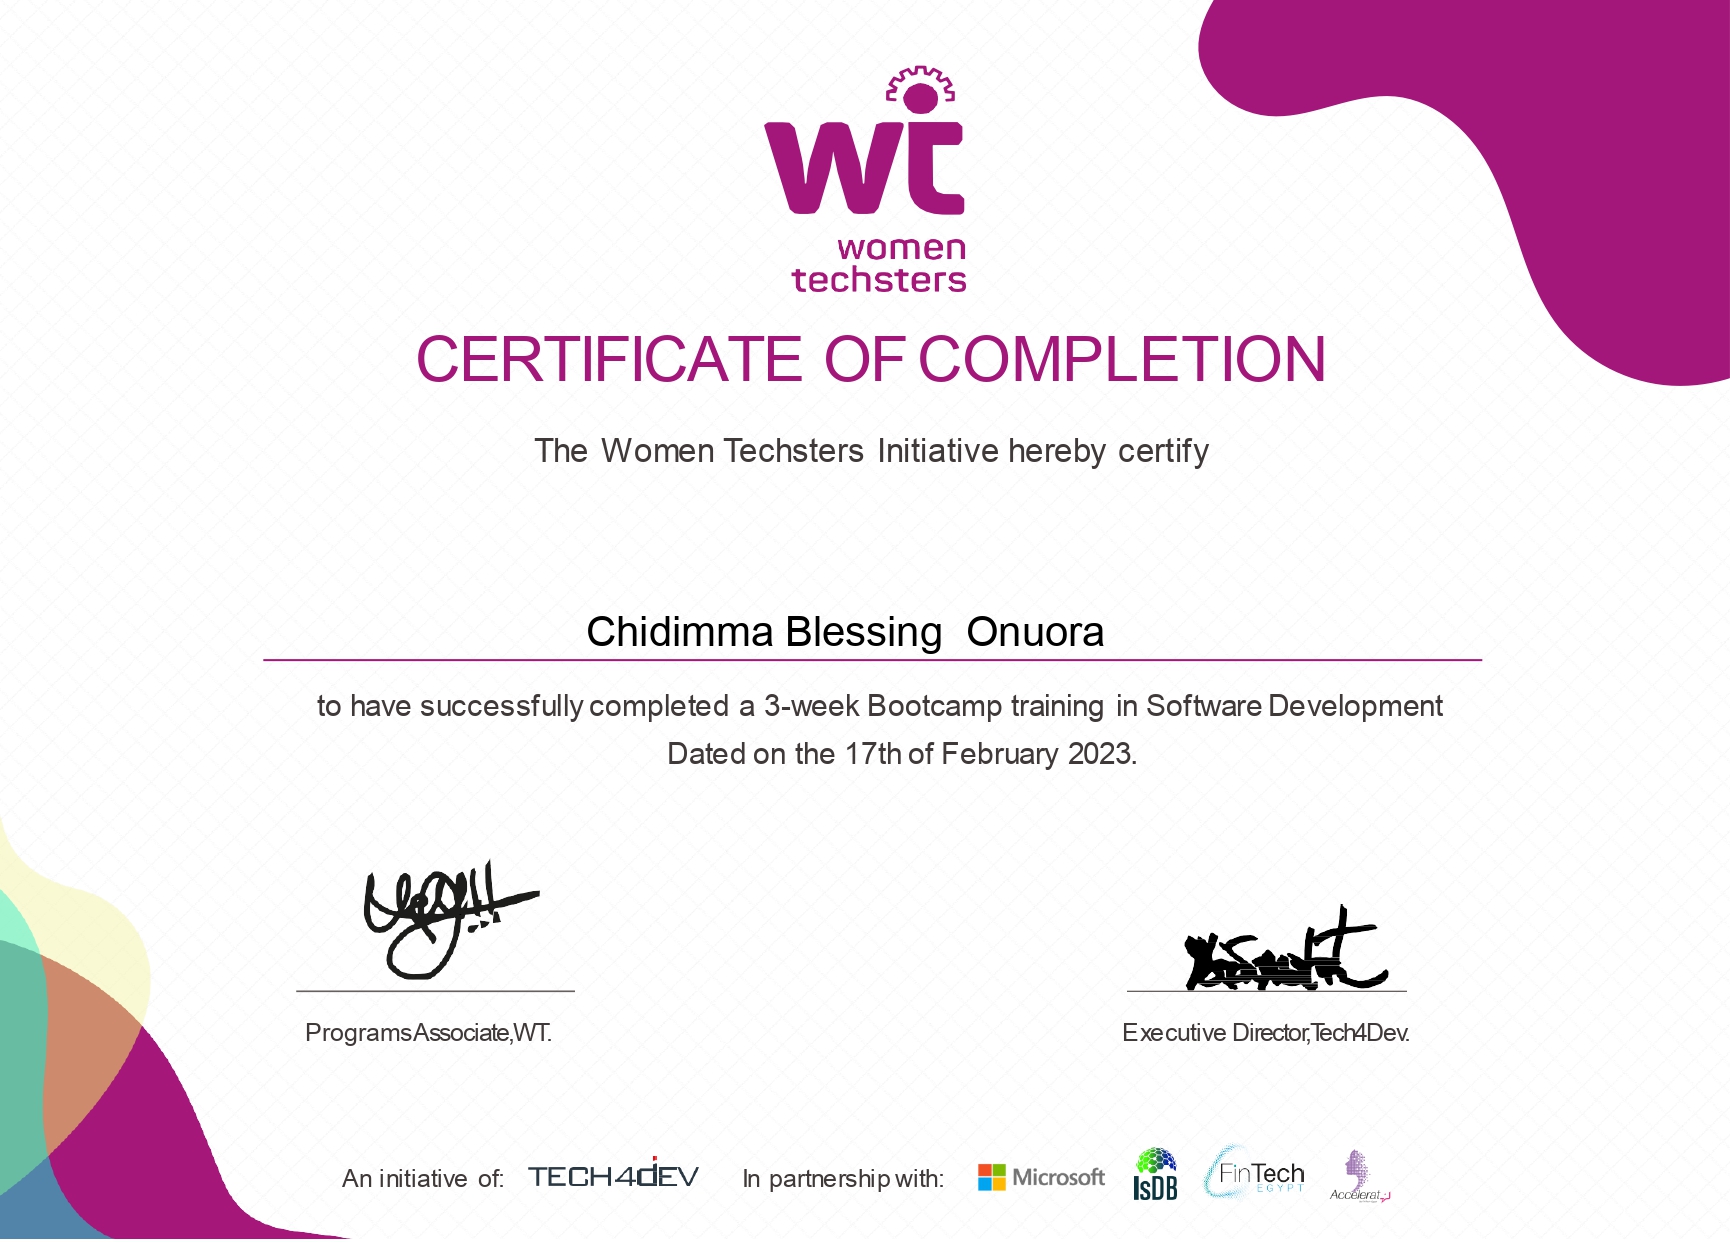 wt
women
techsters
CERTIFICATE OF COMPLETION
The Women Techsters Initiative hereby certify
Chidimma Blessing Onuora
to have successfully completed a 3-week Bootcamp training in Software Development
Dated on the 17th of February 2023.
Programs Associate, WT.
Executive Director, Tech4Dev.
An initiative of: TECH4DEV In partnership with: Microsoft IsDB FinTech EGYPT Accelerat